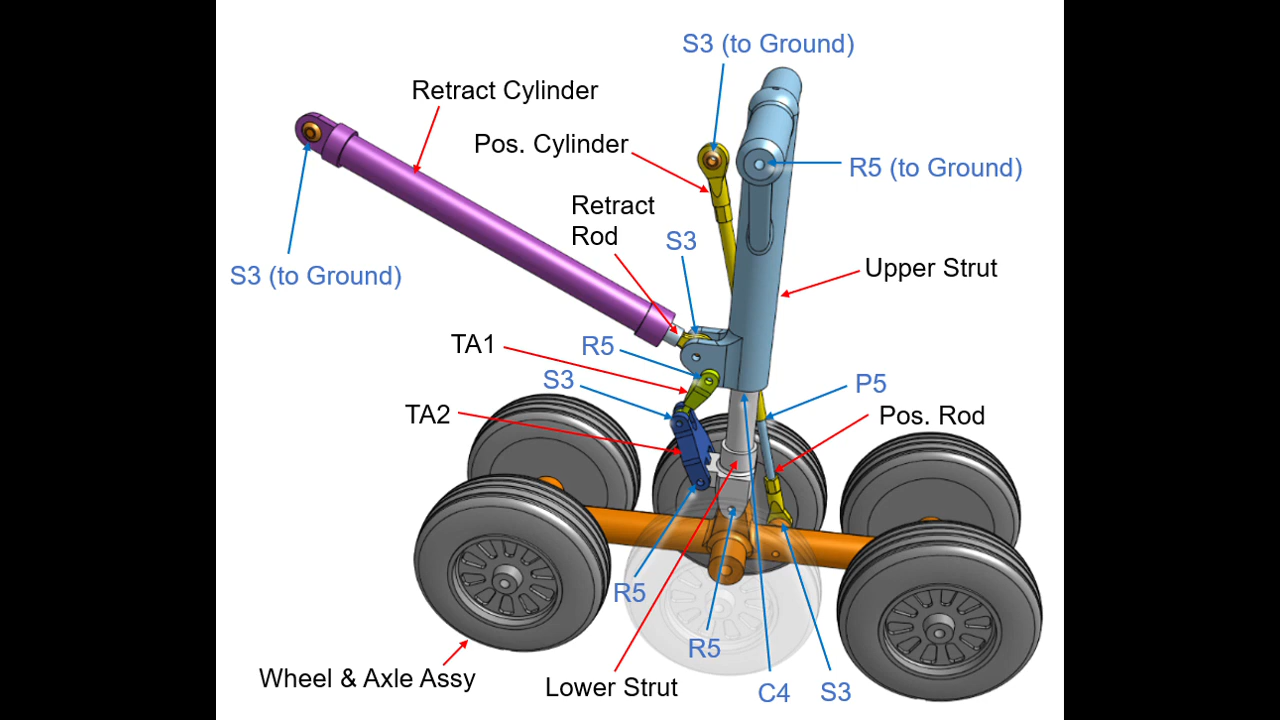 S3 (to Ground)
Retract Cylinder
Pos. Cylinder
R5 (to Ground)
Retract
Rod
S3
S3 (to Ground)
Upper Strut
TA1
R5
S3
P5
TA2
Pos. Rod
R5
R5
Wheel & Axle Assy
Lower Strut
C4
S3